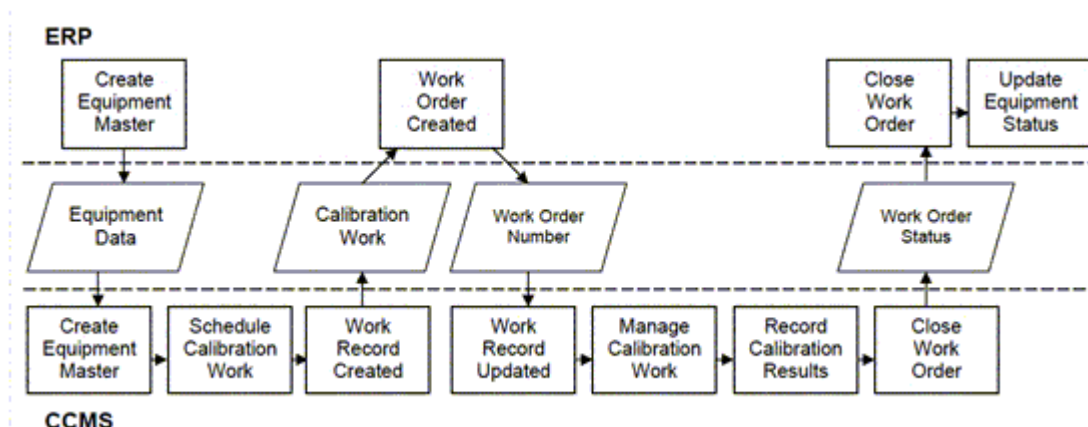 ERP
Create
Equipment
Master
Work
Order
Created
Close
Work
Order
Update
Equipment
Status
Equipment
Data
Calibration
Work
Work Order
Number
Work Order
Status
Create
Equipment
Master
Schedule
Calibration
Work
Work
Record
Created
Work
Record
Updated
Manage
Calibration
Work
Record
Calibration
Results
Close
Work
Order
CCMS